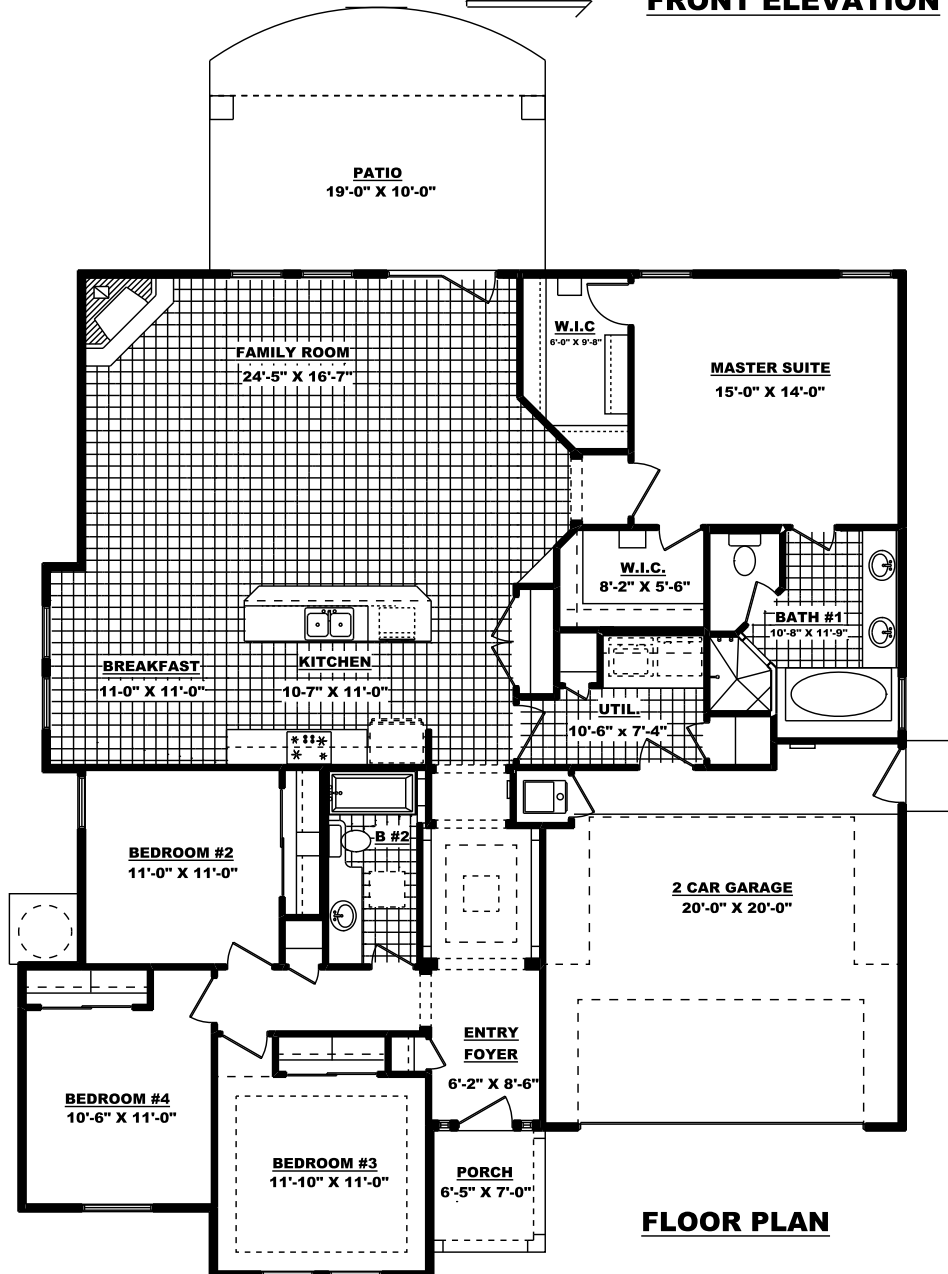 FRONT ELEVATION
PATIO
19'-0" X 10'-0"
FAMILY ROOM
24'-5" X 16'-7"
W.I.C
6'-0" X 9'-8"
MASTER SUITE
15'-0" X 14'-0"
W.I.C.
8'-2" X 5'-6"
BATH #1
10'-8" X 11'-9"
BREAKFAST
11'-0" X 11'-0"
KITCHEN
10'-7" X 11'-0"
UTIL.
10'-6" x 7'-4"
BEDROOM #2
11'-0" X 11'-0"
B #2
2 CAR GARAGE
20'-0" X 20'-0"
ENTRY
FOYER
6'-2" X 8'-6"
BEDROOM #4
10'-6" X 11'-0"
BEDROOM #3
11'-10" X 11'-0"
PORCH
6'-5" X 7'-0"
FLOOR PLAN